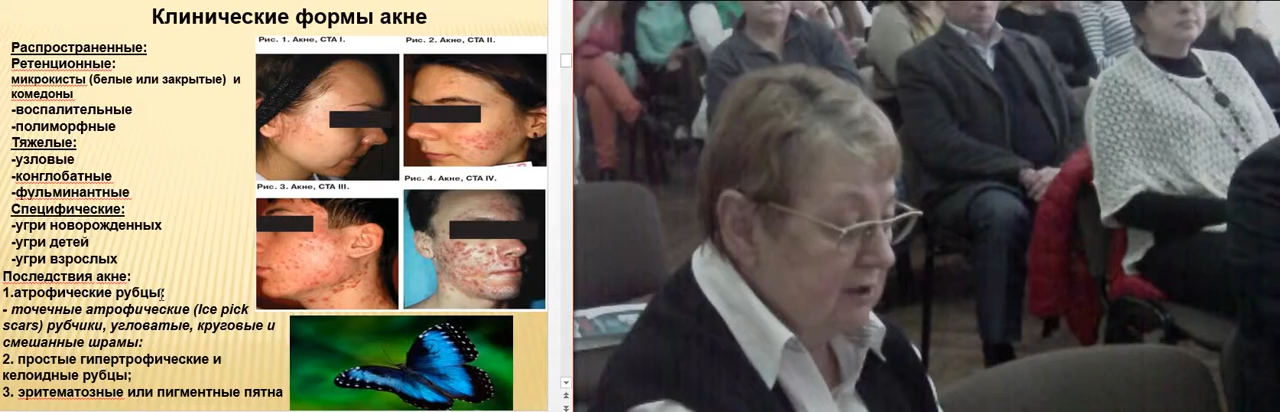 Клинические формы акне
Распространенные:
Ретенционные:
микрокисты (белые или закрытые) и
комедоны
-воспалительные
-полиморфные
Тяжелые:
-узловые
-конглобатные
-фульминантные
Специфические:
-угри новорожденных
-угри детей
-угри взрослых
Последствия акне:
1.атрофические рубцы:
- точечные атрофические (Ice pick
scars) рубчики, угловатые, круговые и
смешанные шрамы:
2. простые гипертрофические и
келоидные рубцы;
3. эритематозные или пигментные пятна
Рис. 1. Акне, СТА I.
Рис. 2. Акне, СТА II.
Рис. 3. Акне, СТА III.
Рис. 4. Акне, СТА IV.